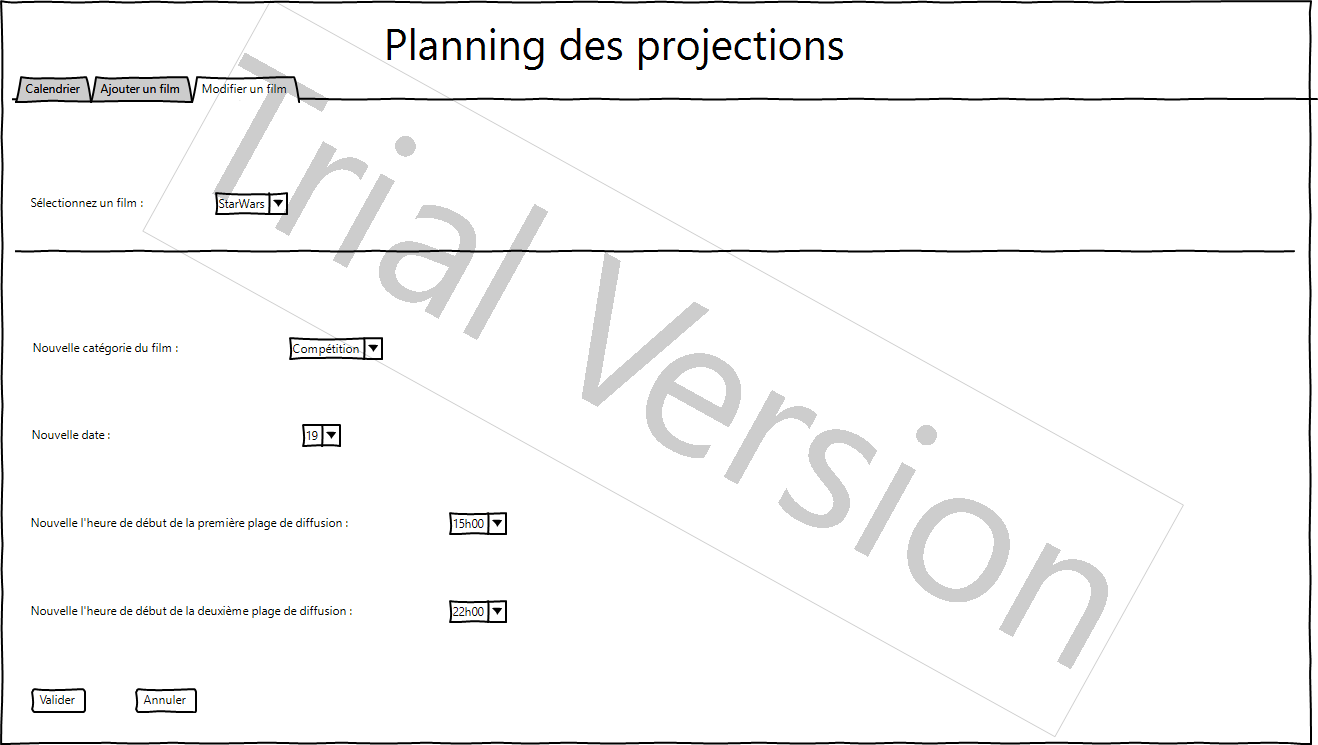 Planning des projections
Calendrier Ajouter un film Modifier un film
Sélectionnez un film : StarWars
Nouvelle catégorie du film : Compétition
Nouvelle date : 19
Nouvelle l'heure de début de la première plage de diffusion : 15h00
Nouvelle l'heure de début de la deuxième plage de diffusion : 22h00
Valider Annuler
Trial Version